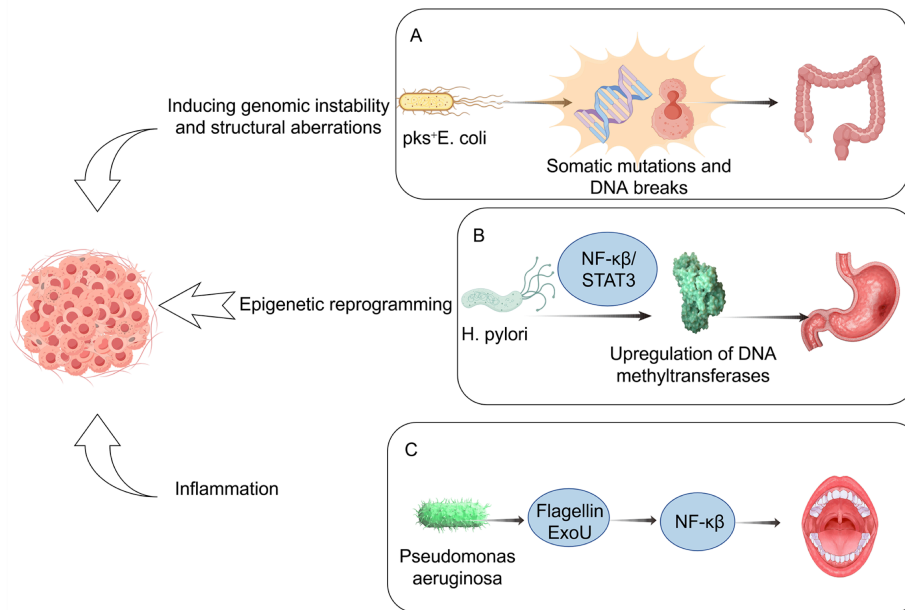 A
Inducing genomic instability
and structural aberrations
pks⁺E. coli
Somatic mutations and
DNA breaks
B
NF-κβ/
STAT3
Epigenetic reprogramming
H. pylori
Upregulation of DNA
methyltransferases
C
Inflammation
Flagellin
ExoU
NF-κβ
Pseudomonas
aeruginosa